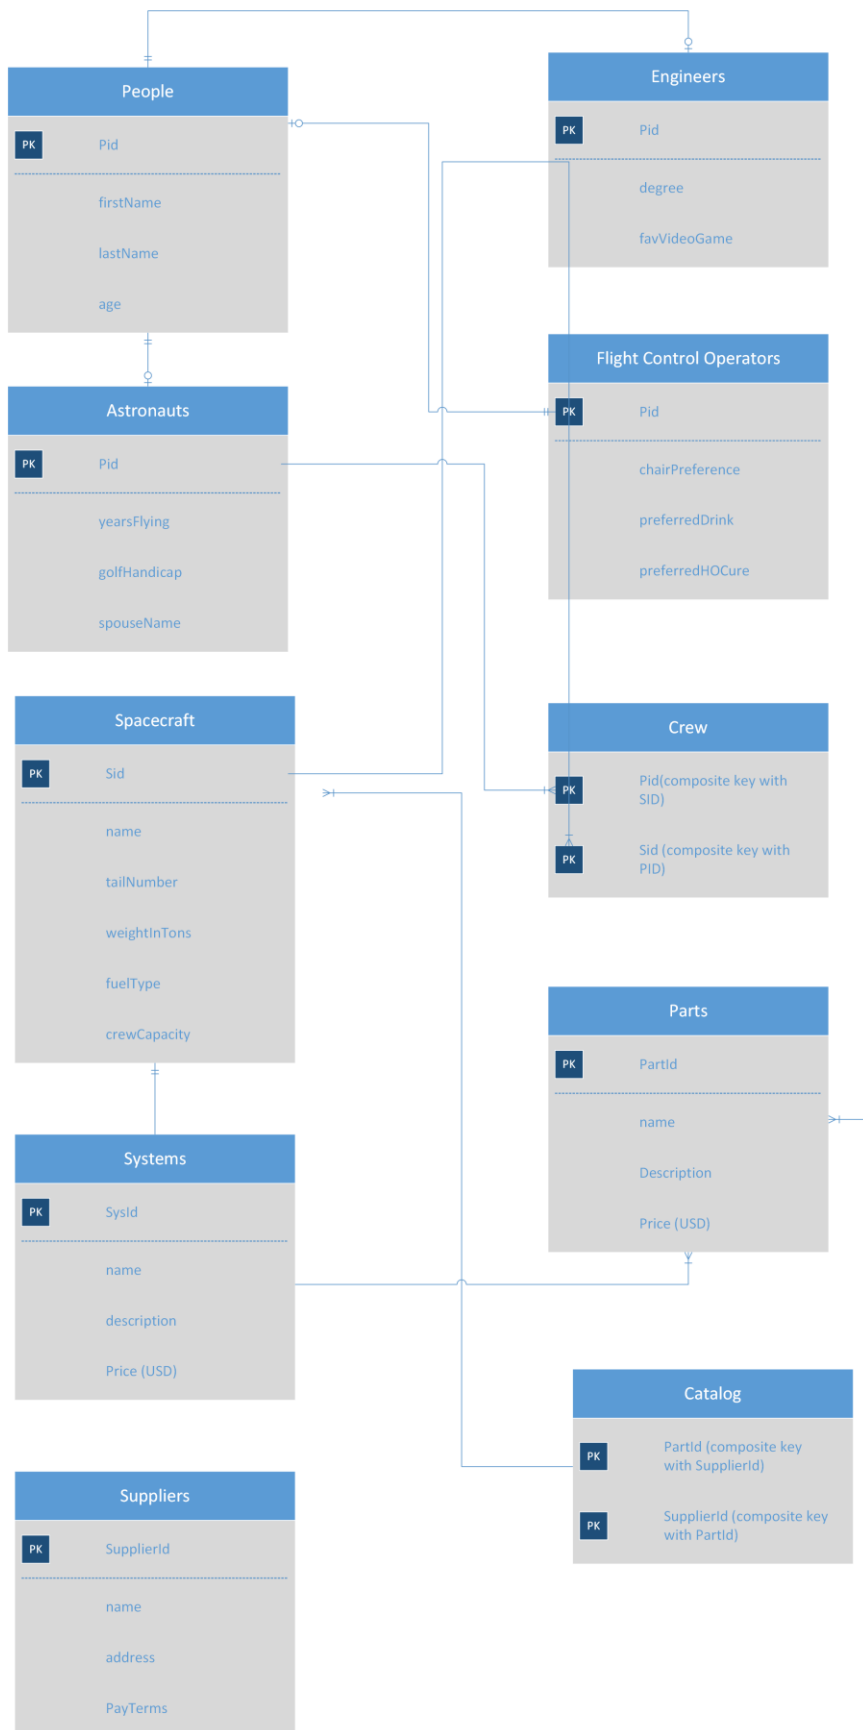 People
PK Pid
firstName
lastName
age
Engineers
PK Pid
degree
favVideoGame
Astronauts
PK Pid
yearsFlying
golfHandicap
spouseName
Flight Control Operators
PK Pid
chairPreference
preferredDrink
preferredHOCure
Spacecraft
PK Sid
name
tailNumber
weightInTons
fuelType
crewCapacity
Crew
PK Pid(composite key with
SID)
PK Sid (composite key with
PID)
Systems
PK SysId
name
description
Price (USD)
Parts
PK PartId
name
Description
Price (USD)
Suppliers
PK SupplierId
name
address
PayTerms
Catalog
PK PartId (composite key
with SupplierId)
PK SupplierId (composite key
with PartId)